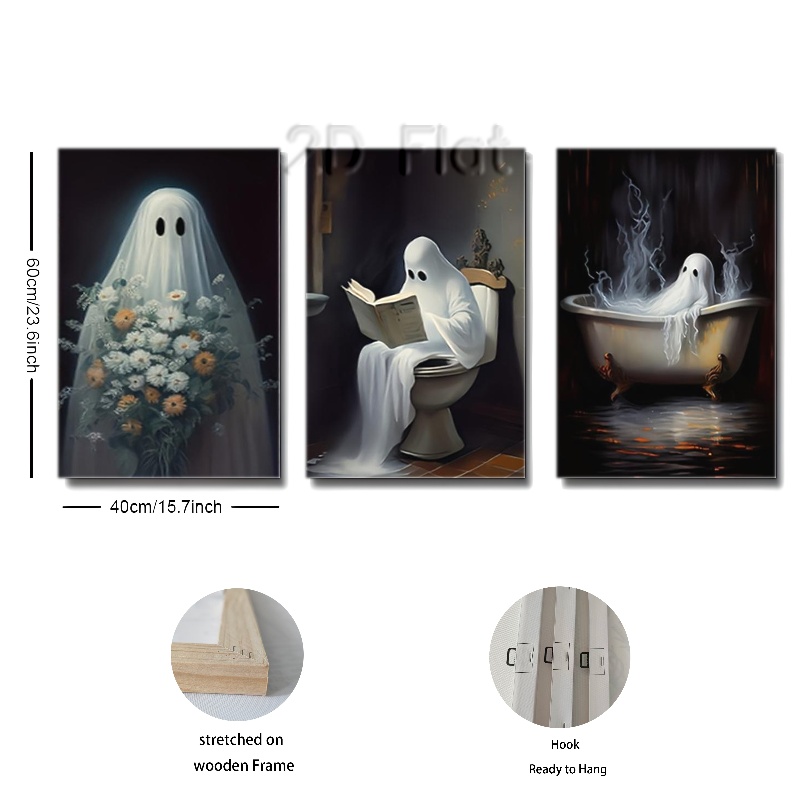 2D Flat
60cm/23.6inch
40cm/15.7inch
stretched on
wooden Frame
Hook
Ready to Hang